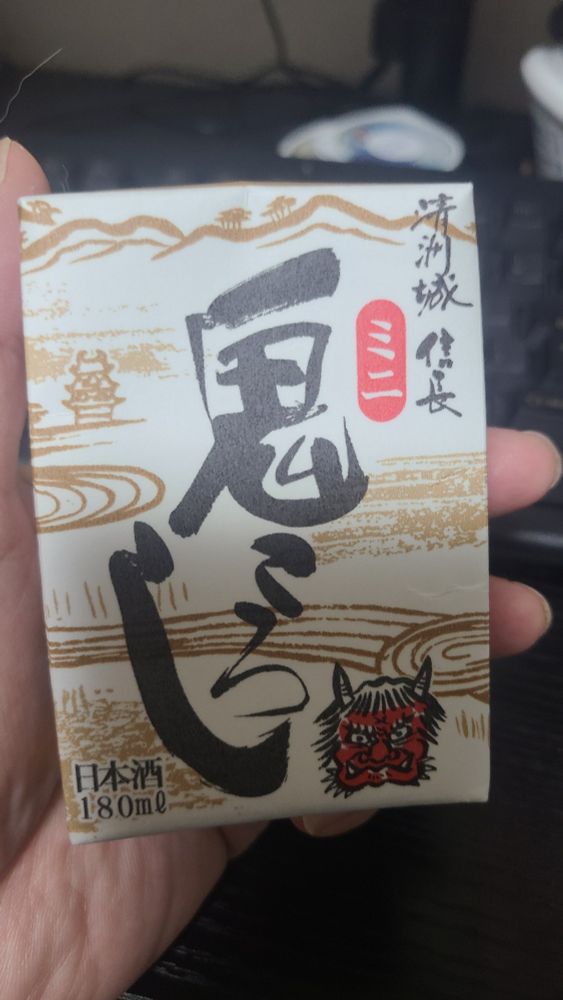 清洲城 信長
ミニ
鬼ころし
日本酒
180ml